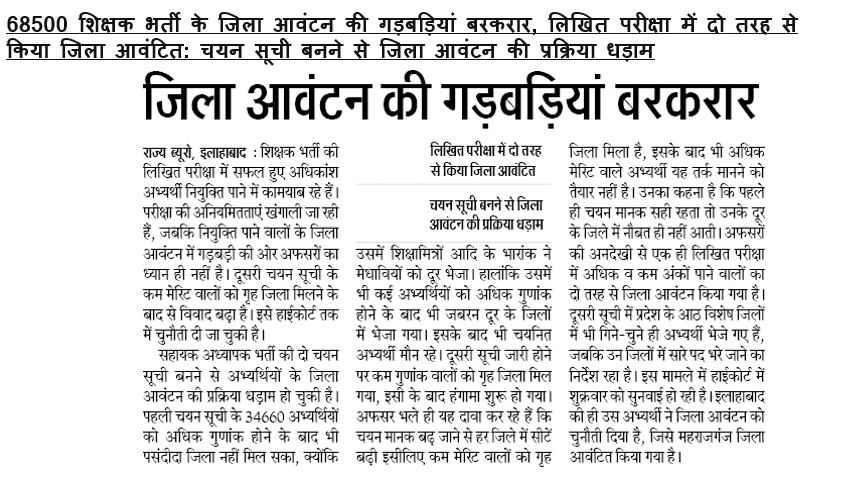 68500 शिक्षक भर्ती के जिला आवंटन की गड़बड़ियां बरकरार, लिखित परीक्षा में दो तरह से
किया जिला आवंटित: चयन सूची बनने से जिला आवंटन की प्रक्रिया धड़ाम
जिला आवंटन की गड़बड़ियां बरकरार
राज्य ब्यूरो, इलाहाबाद : शिक्षक भर्ती की
लिखित परीक्षा में सफल हुए अधिकांश
अभ्यर्थी नियुक्ति पाने में कामयाब रहे हैं।
परीक्षा की अनियमितताएं खंगाली जा रही
हैं, जबकि नियुक्ति पाने वालों के जिला
आवंटन में गड़बड़ी की ओर अफसरों का
ध्यान ही नहीं है। दूसरी चयन सूची के
कम मेरिट वालों को गृह जिला मिलने के
बाद से विवाद बढ़ा है। इसे हाईकोर्ट तक
में चुनौती दी जा चुकी है।
सहायक अध्यापक भर्ती की दो चयन
सूची बनने से अभ्यर्थियों के जिला
आवंटन की प्रक्रिया धड़ाम हो चुकी है।
पहली चयन सूची के 34660 अभ्यर्थियों
को अधिक गुणांक होने के बाद भी
पसंदीदा जिला नहीं मिल सका, क्योंकि
लिखित परीक्षा में दो तरह
से किया जिला आवंटित
चयन सूची बनने से जिला
आवंटन की प्रक्रिया धड़ाम
उसमें शिक्षामित्रों आदि के भारांक ने
मेधावियों को दूर भेजा। हालांकि उसमें
भी कई अभ्यर्थियों को अधिक गुणांक
होने के बाद भी जबरन दूर के जिलों
में भेजा गया। इसके बाद भी चयनित
अभ्यर्थी मौन रहे। दूसरी सूची जारी होने
पर कम गुणांक वालों को गृह जिला मिल
गया, इसी के बाद हंगामा शुरू हो गया।
अफसर भले ही यह दावा कर रहे हैं कि
चयन मानक बढ़ जाने से हर जिले में सीटें
बढ़ी इसीलिए कम मेरिट वालों को गृह
जिला मिला है, इसके बाद भी अधिक
मेरिट वाले अभ्यर्थी यह तर्क मानने को
तैयार नहीं है। उनका कहना है कि पहले
ही चयन मानक सही रहता तो उनके दूर
के जिले में नौबत ही नहीं आती। अफसरों
की अनदेखी से एक ही लिखित परीक्षा
में अधिक व कम अंकों पाने वालों का
दो तरह से जिला आवंटन किया गया है।
दूसरी सूची में प्रदेश के आठ विशेष जिलों
में भी गिने-चुने ही अभ्यर्थी भेजे गए हैं,
जबकि उन जिलों में सारे पद भरे जाने का
निर्देश रहा है। इस मामले में हाईकोर्ट में
शुक्रवार को सुनवाई हो रही है। इलाहाबाद
की ही उस अभ्यर्थी ने जिला आवंटन को
चुनौती दिया है, जिसे महराजगंज जिला
आवंटित किया गया है।